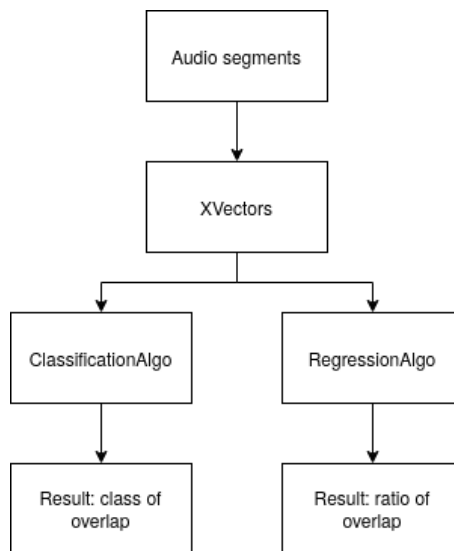 Audio segments
XVectors
ClassificationAlgo
RegressionAlgo
Result: class of
overlap
Result: ratio of
overlap